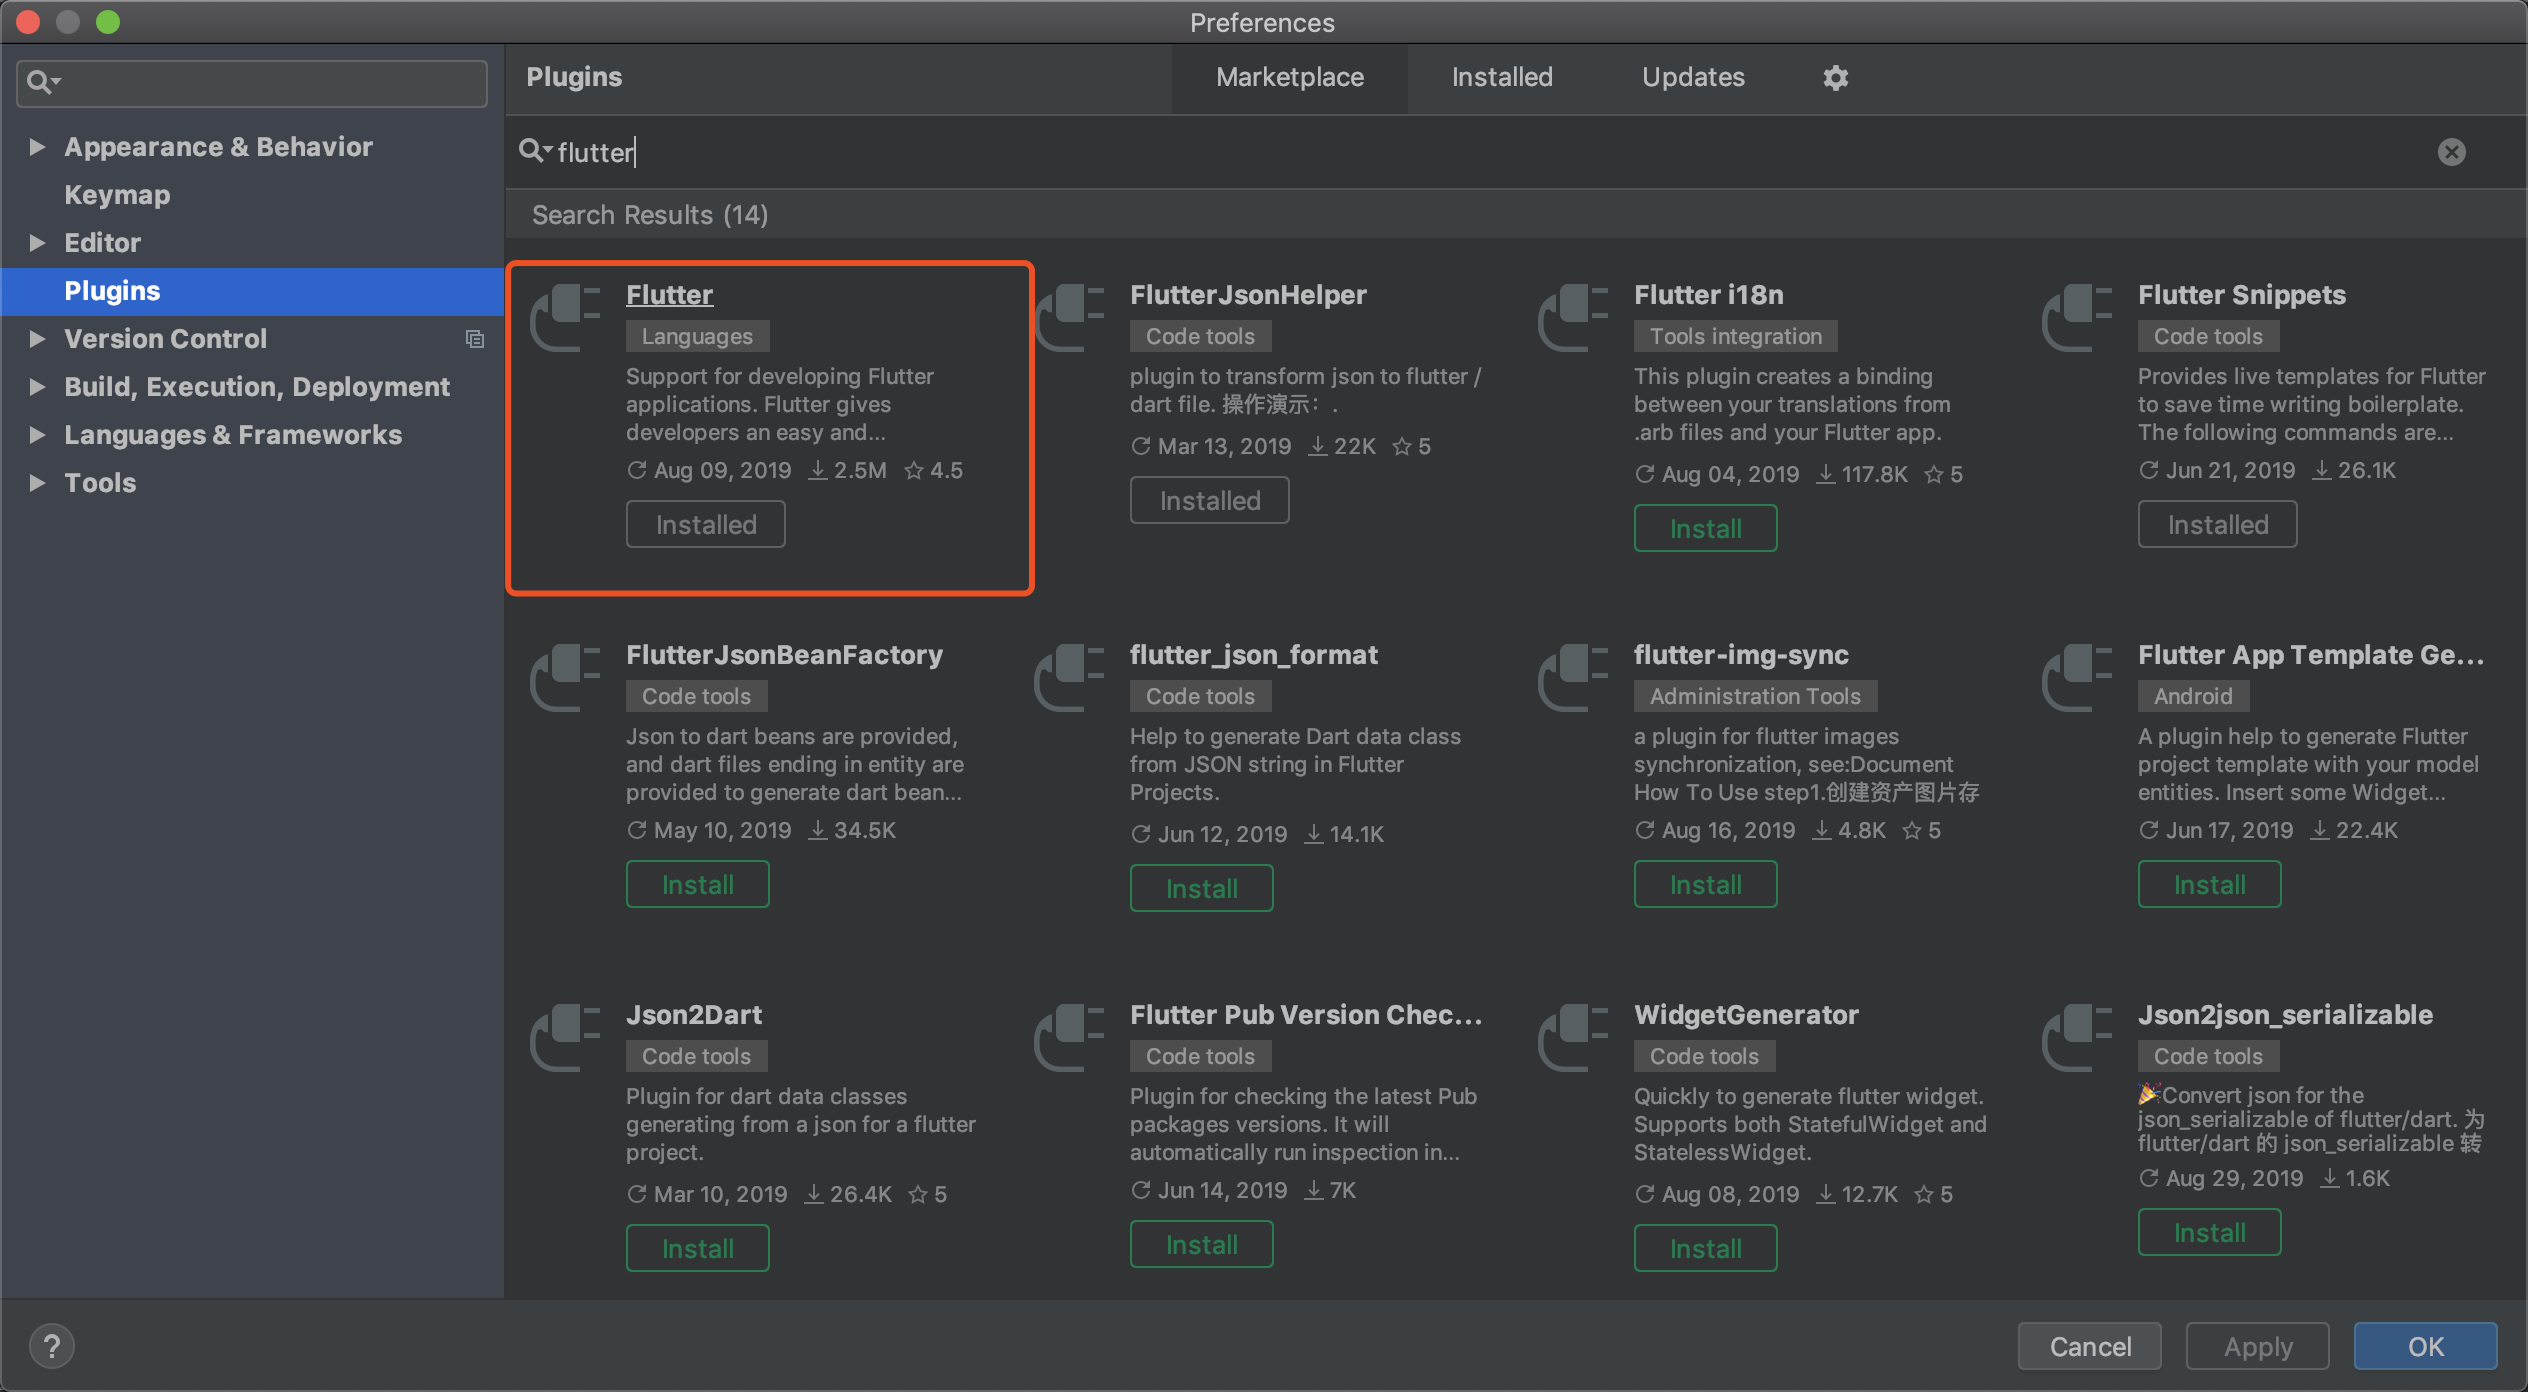 Preferences
Appearance & Behavior
Keymap
Editor
Plugins
Version Control
Build, Execution, Deployment
Languages & Frameworks
Tools
Plugins
Marketplace
Installed
Updates
flutter
Search Results (14)
Flutter
Languages
Support for developing Flutter
applications. Flutter gives
developers an easy and...
Aug 09, 2019 2.5M 4.5
Installed
FlutterJsonHelper
Code tools
plugin to transform json to flutter /
dart file. 操作演示：.
Mar 13, 2019 22K 5
Installed
Flutter i18n
Tools integration
This plugin creates a binding
between your translations from
.arb files and your Flutter app.
Aug 04, 2019 117.8K 5
Install
Flutter Snippets
Code tools
Provides live templates for Flutter
to save time writing boilerplate.
The following commands are...
Jun 21, 2019 26.1K
Installed
FlutterJsonBeanFactory
Code tools
Json to dart beans are provided,
and dart files ending in entity are
provided to generate dart bean...
May 10, 2019 34.5K
Install
flutter_json_format
Code tools
Help to generate Dart data class
from JSON string in Flutter
Projects.
Jun 12, 2019 14.1K
Install
flutter-img-sync
Administration Tools
a plugin for flutter images
synchronization, see:Document
How To Use step1.创建资产图片存
Aug 16, 2019 4.8K 5
Install
Flutter App Template Ge...
Android
A plugin help to generate Flutter
project template with your model
entities. Insert some Widget...
Jun 17, 2019 22.4K
Install
Json2Dart
Code tools
Plugin for dart data classes
generating from a json for a flutter
project.
Mar 10, 2019 26.4K 5
Install
Flutter Pub Version Chec...
Code tools
Plugin for checking the latest Pub
packages versions. It will
automatically run inspection in...
Jun 14, 2019 7K
Install
WidgetGenerator
Code tools
Quickly to generate flutter widget.
Supports both StatefulWidget and
StatelessWidget.
Aug 08, 2019 12.7K 5
Install
Json2json_serializable
Code tools
🎉Convert json for the
json_serializable of flutter/dart. 为
flutter/dart 的 json_serializable 转
Aug 29, 2019 1.6K
Install
?
Cancel
Apply
OK